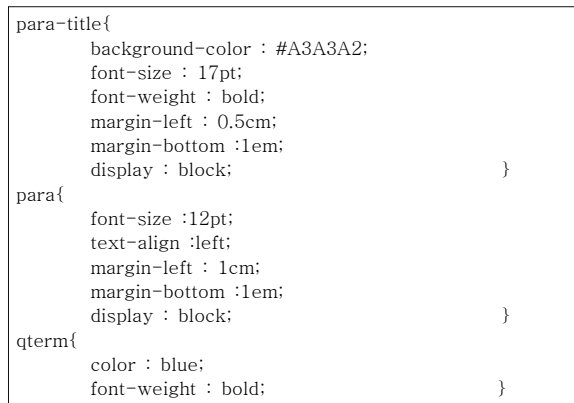 para-title{
background-color : #A3A3A2;
font-size : 17pt;
font-weight : bold;
margin-left : 0.5cm;
margin-bottom :1em;
display : block; }
para{
font-size :12pt;
text-align :left;
margin-left : 1cm;
margin-bottom :1em;
display : block; }
qterm{
color : blue;
font-weight : bold; }